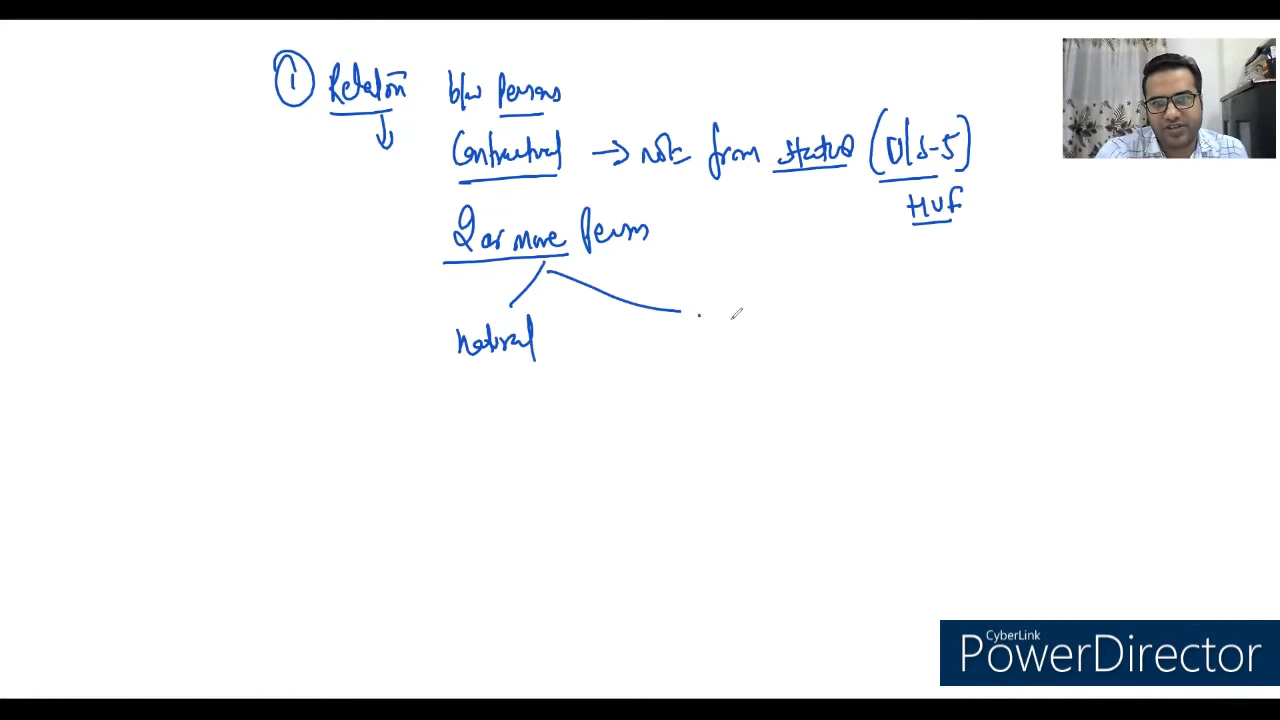 ① Relation b/w Persons
Contractual → not from status (U/S-5)
HUF
2 or more Persons
natural
CyberLink
PowerDirector